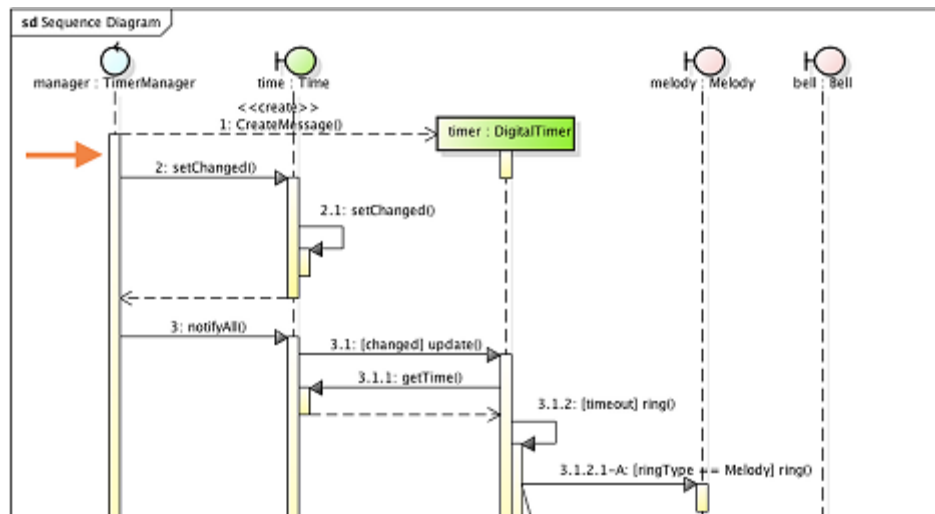 sd Sequence Diagram
manager : TimerManager
time : Time
melody : Melody
bell : Bell
<<create>>
1: CreateMessage()
timer : DigitalTimer
2: setChanged()
2.1: setChanged()
3: notifyAll()
3.1: [changed] update()
3.1.1: getTime()
3.1.2: [timeout] ring()
3.1.2.1-A: [ringType == Melody] ring()